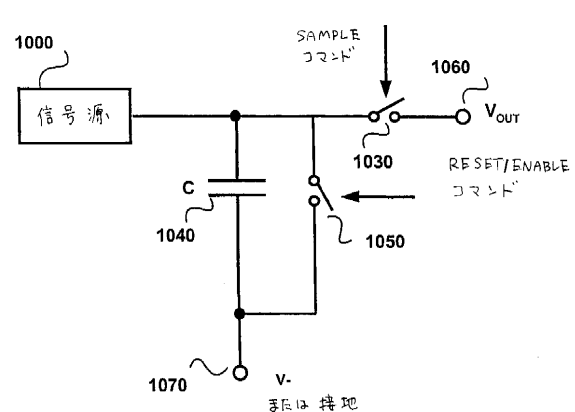 1000
SAMPLE
コマンド
1060
信号源
VOUT
1030
RESET/ENABLE
コマンド
C
1040
1050
1070
V-
または接地